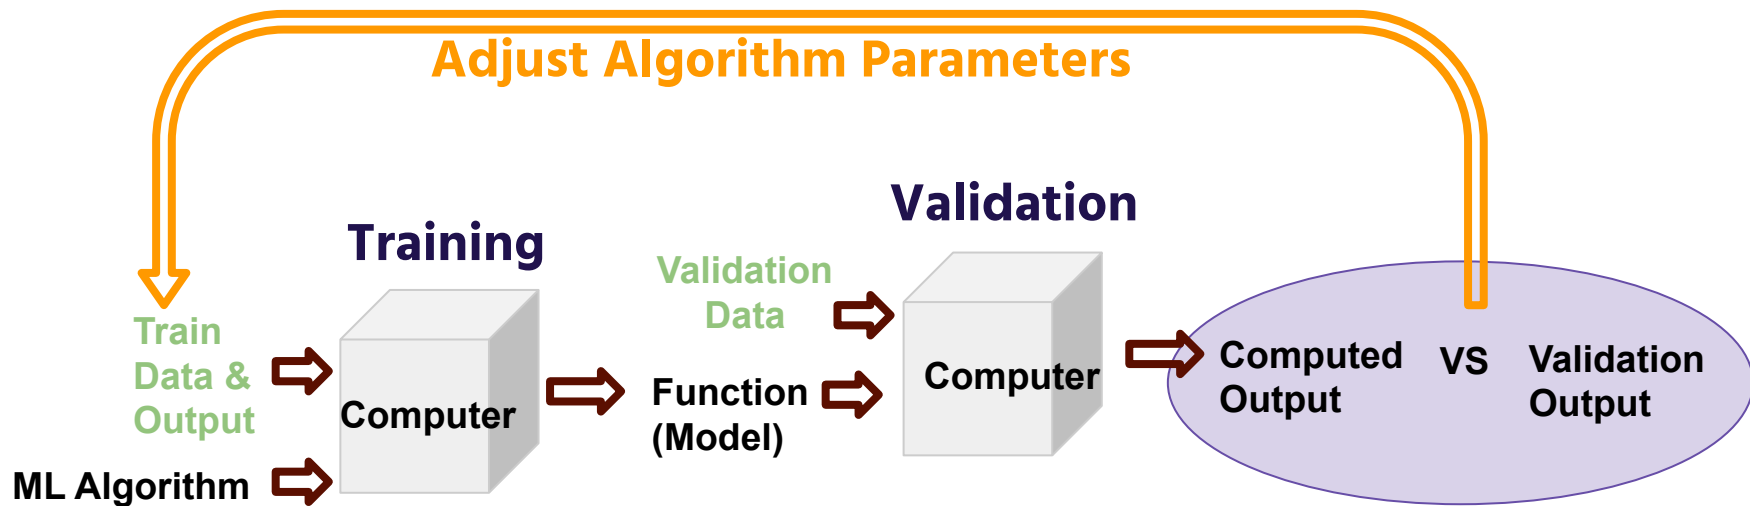 Adjust Algorithm Parameters
Training
Validation
Train
Data &
Output
ML Algorithm
Computer
Validation
Data
Function
(Model)
Computer
Computed
Output
VS
Validation
Output